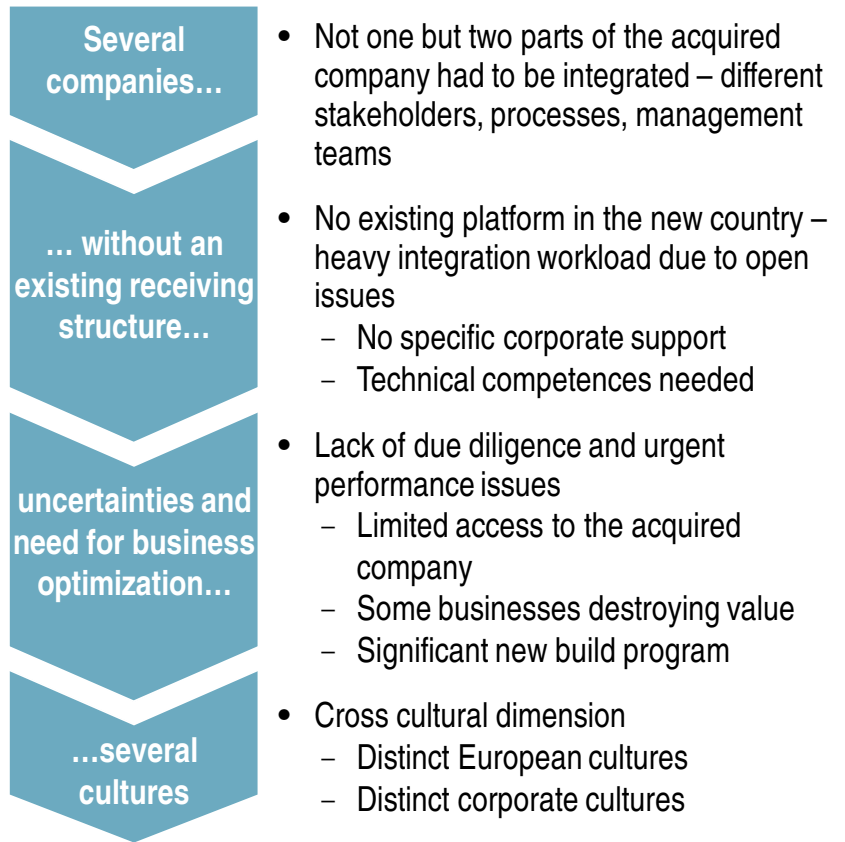 Several
companies…
• Not one but two parts of the acquired
company had to be integrated – different
stakeholders, processes, management
teams
… without an
existing receiving
structure…
• No existing platform in the new country –
heavy integration workload due to open
issues
– No specific corporate support
– Technical competences needed
uncertainties and
need for business
optimization…
• Lack of due diligence and urgent
performance issues
– Limited access to the acquired
company
– Some businesses destroying value
– Significant new build program
…several
cultures
• Cross cultural dimension
– Distinct European cultures
– Distinct corporate cultures